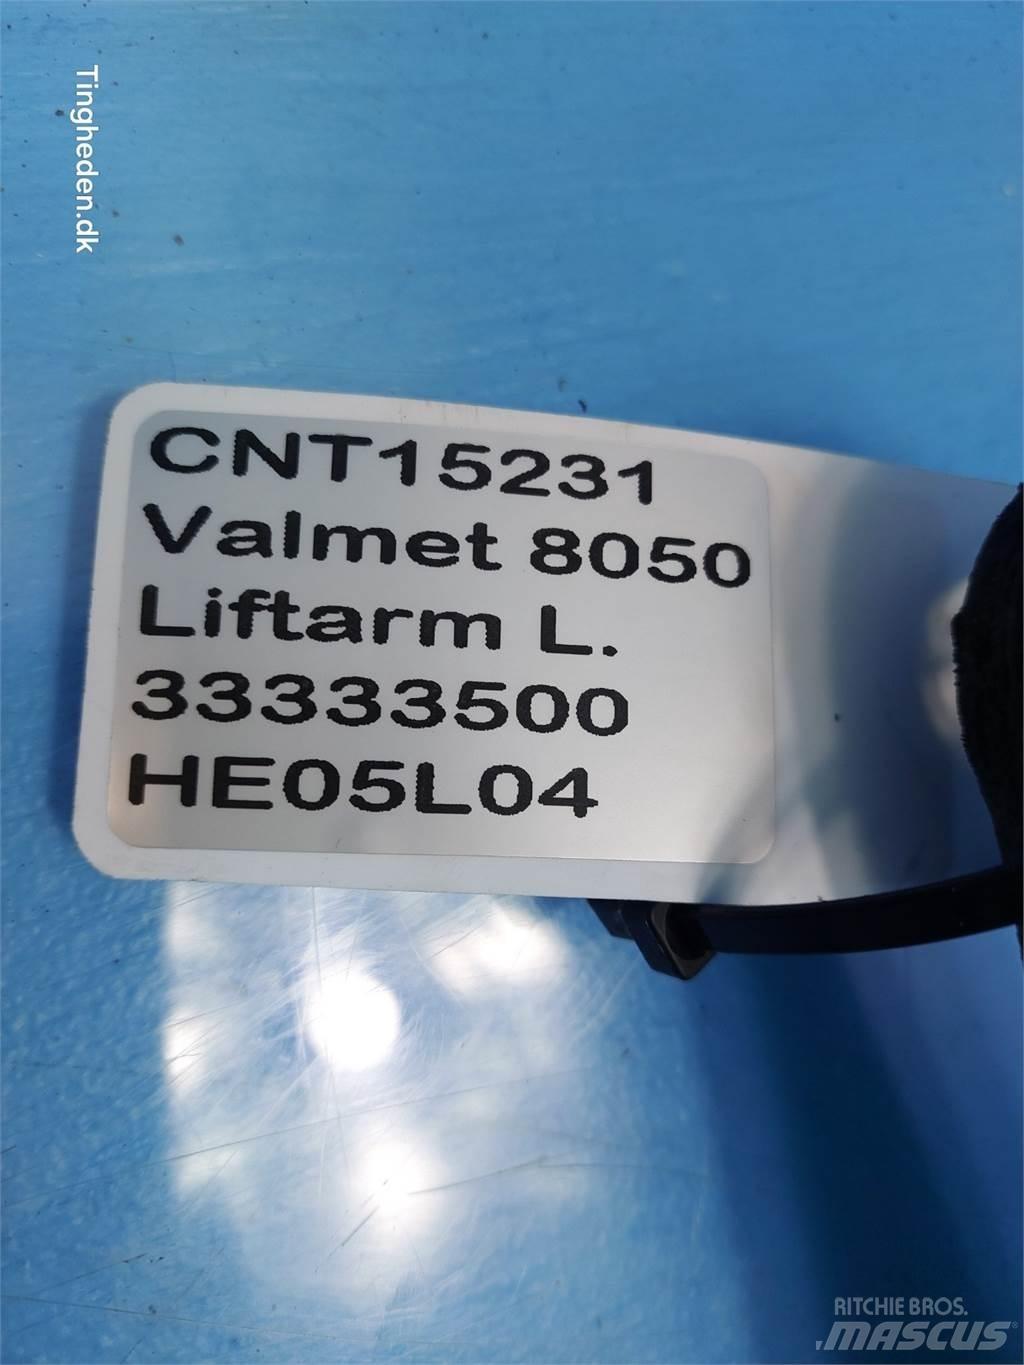 Tingheden.dk
CNT15231
Valmet 8050
Liftarm L.
33333500
HE05L04
RITCHIE BROS.
MASCUS